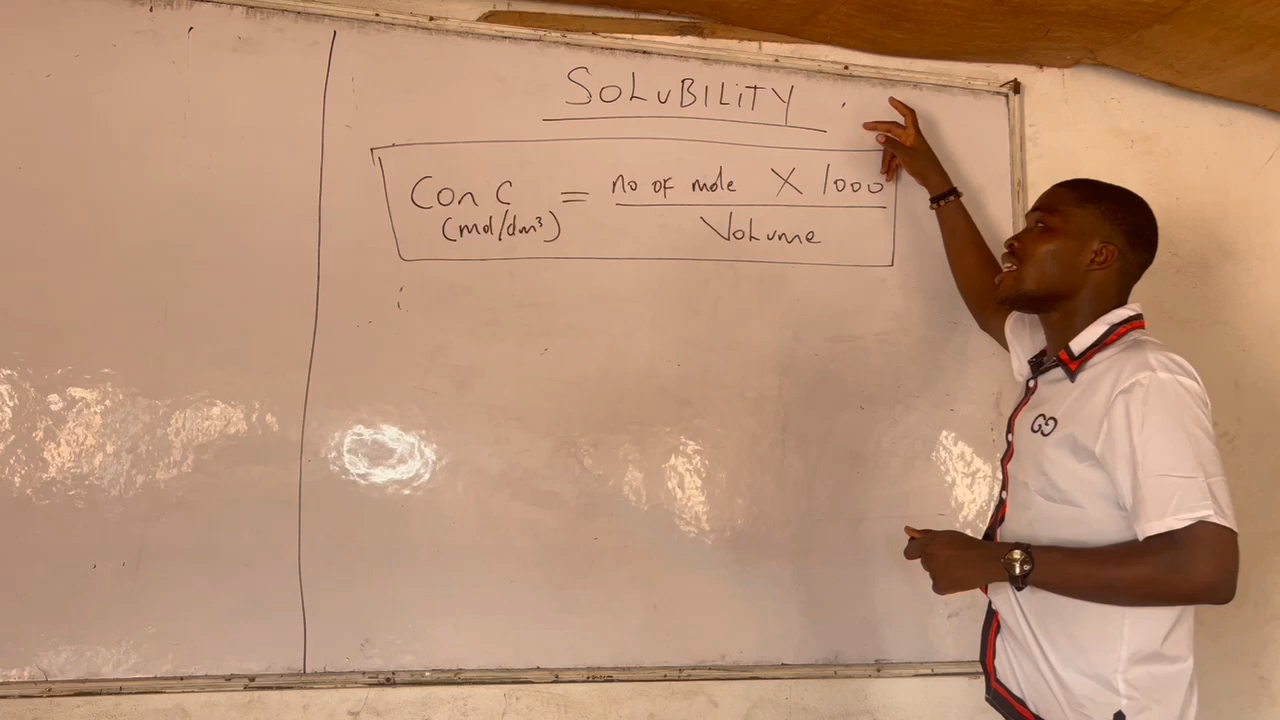 SOLUBILITY
Conc = no of mole X 1000
(mol/dm³) Volume